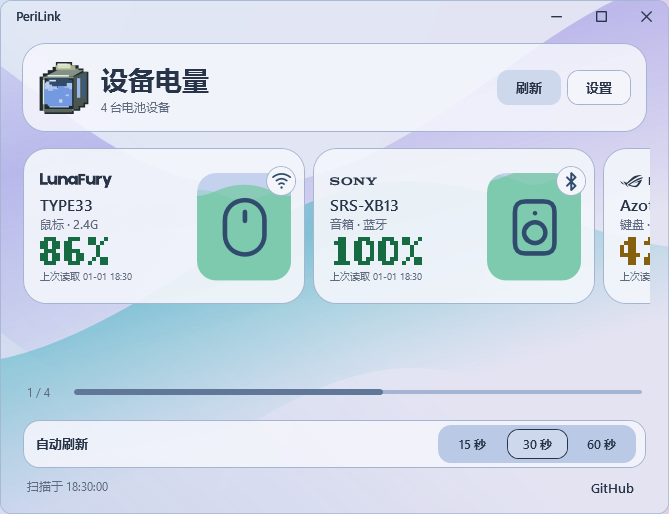 PeriLink
设备电量
4 台电池设备
刷新
设置
LunaFury
TYPE33
鼠标 · 2.4G
86%
上次读取 01-01 18:30
SONY
SRS-XB13
音箱 · 蓝牙
100%
上次读取 01-01 18:30
键盘 ·
上次读
1 / 4
自动刷新
15 秒
30 秒
60 秒
扫描于 18:30:00
GitHub